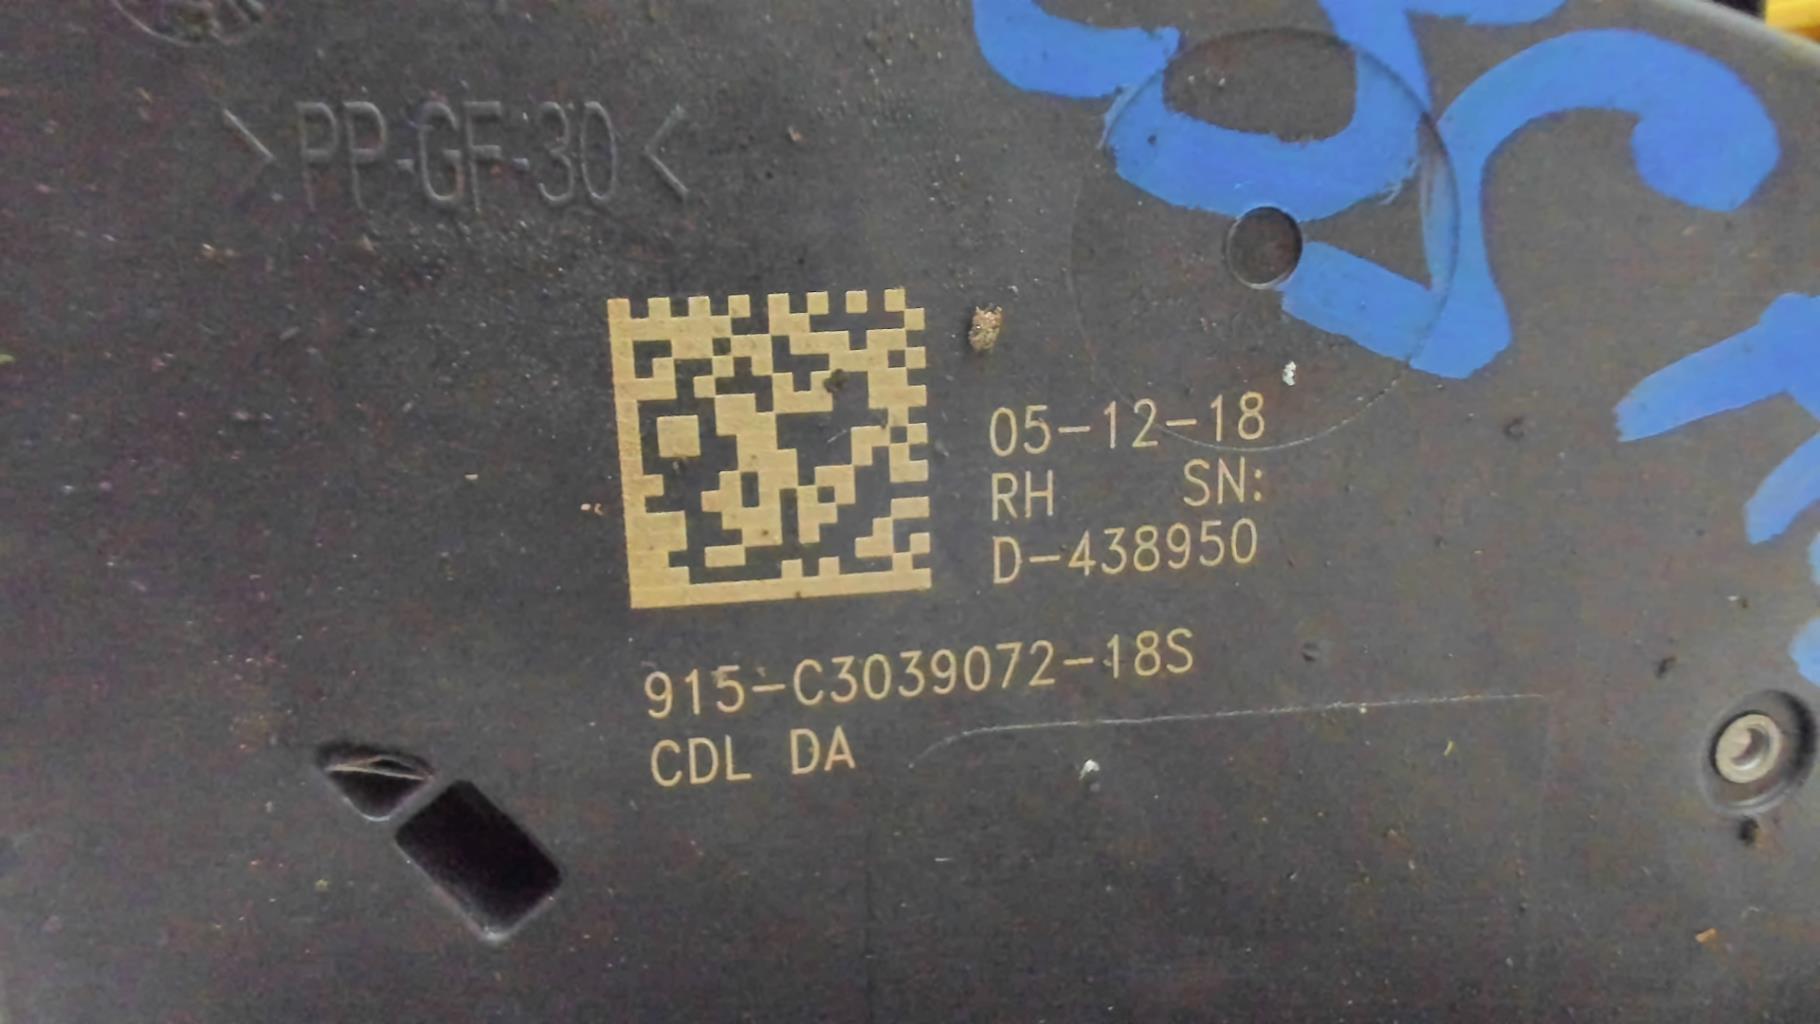 >PP-GF-30<
05-12-18
RH SN:
D-438950
915-C3039072-18S
CDL DA